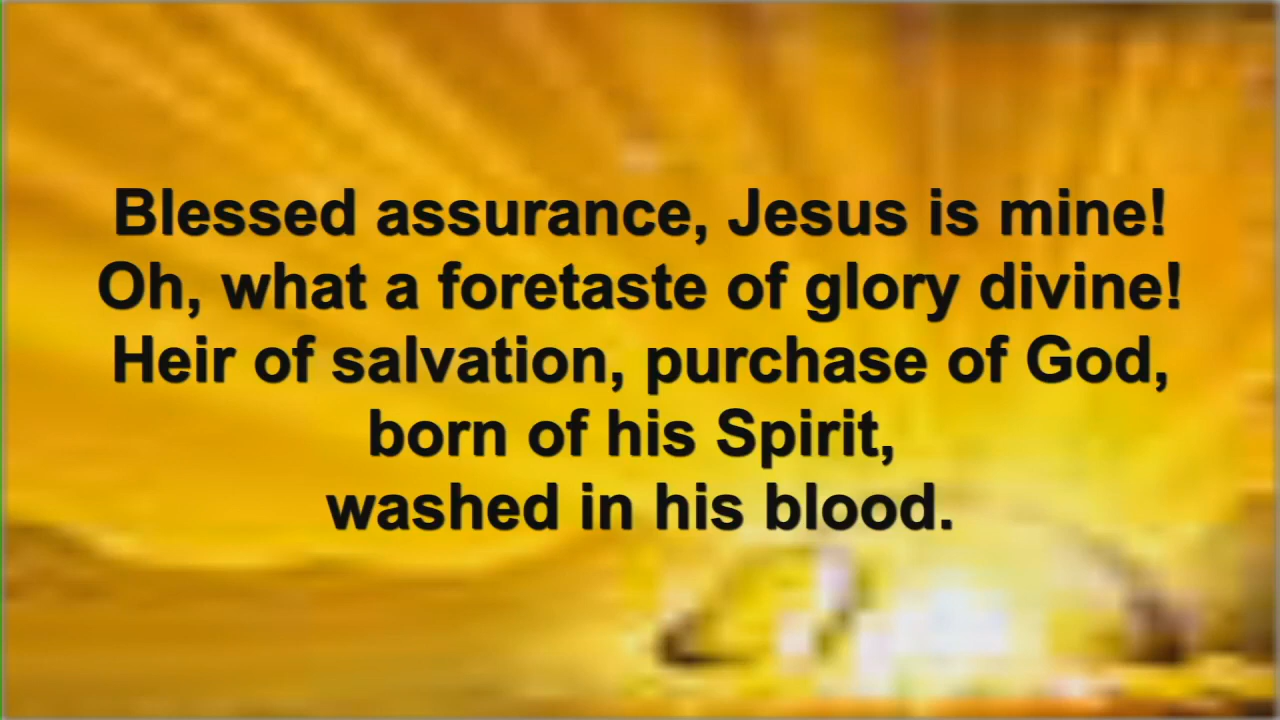 Blessed assurance, Jesus is mine!
Oh, what a foretaste of glory divine!
Heir of salvation, purchase of God,
born of his Spirit,
washed in his blood.